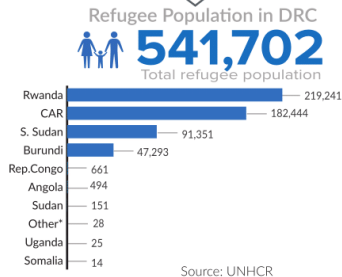 Refugee Population in DRC
541,702
Total refugee population
Rwanda 219,241
CAR 182,444
S. Sudan 91,351
Burundi 47,293
Rep.Congo 661
Angola 494
Sudan 151
Other* 28
Uganda 25
Somalia 14
Source: UNHCR